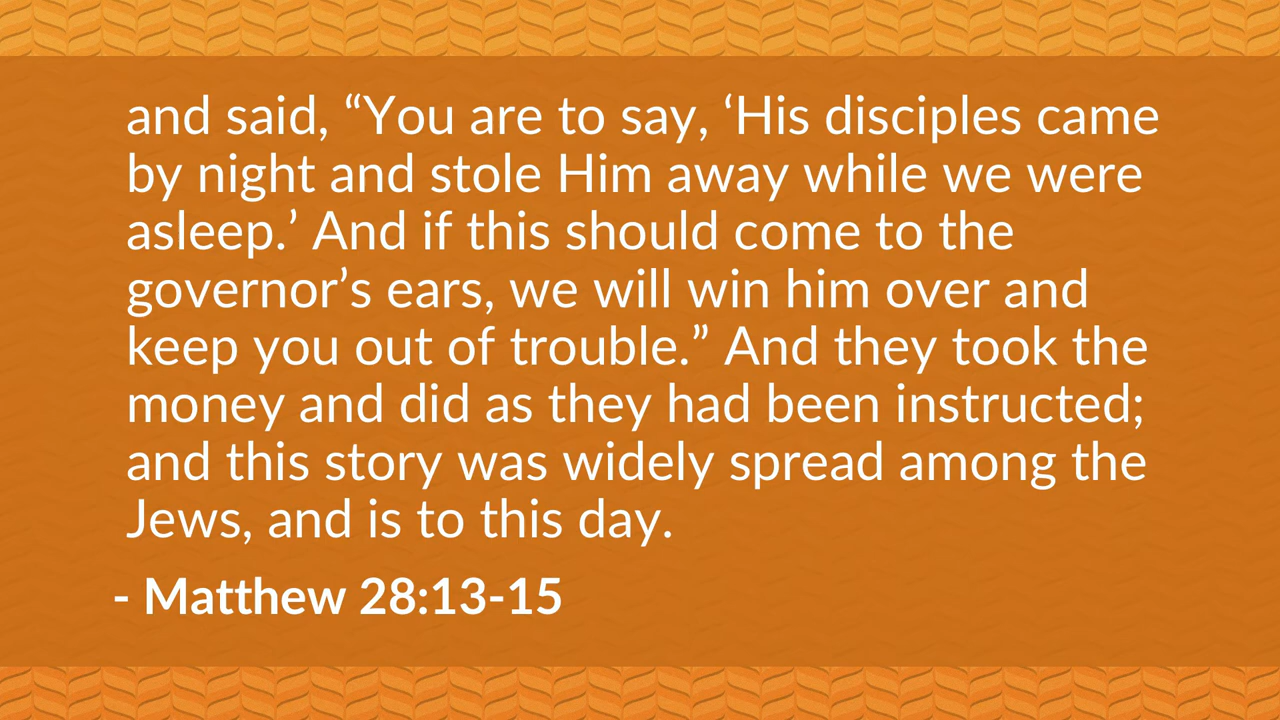 and said, “You are to say, ‘His disciples came
by night and stole Him away while we were
asleep.’ And if this should come to the
governor’s ears, we will win him over and
keep you out of trouble.” And they took the
money and did as they had been instructed;
and this story was widely spread among the
Jews, and is to this day.
- Matthew 28:13-15